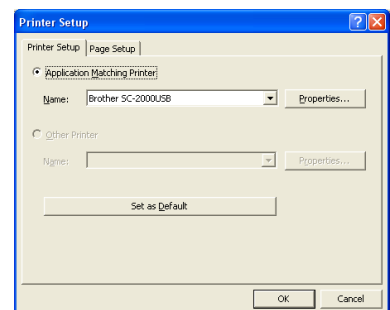 Printer Setup
Printer Setup Page Setup
Application Matching Printer
Name: Brother SC-2000USB Properties...
Other Printer
Name: Properties...
Set as Default
OK Cancel